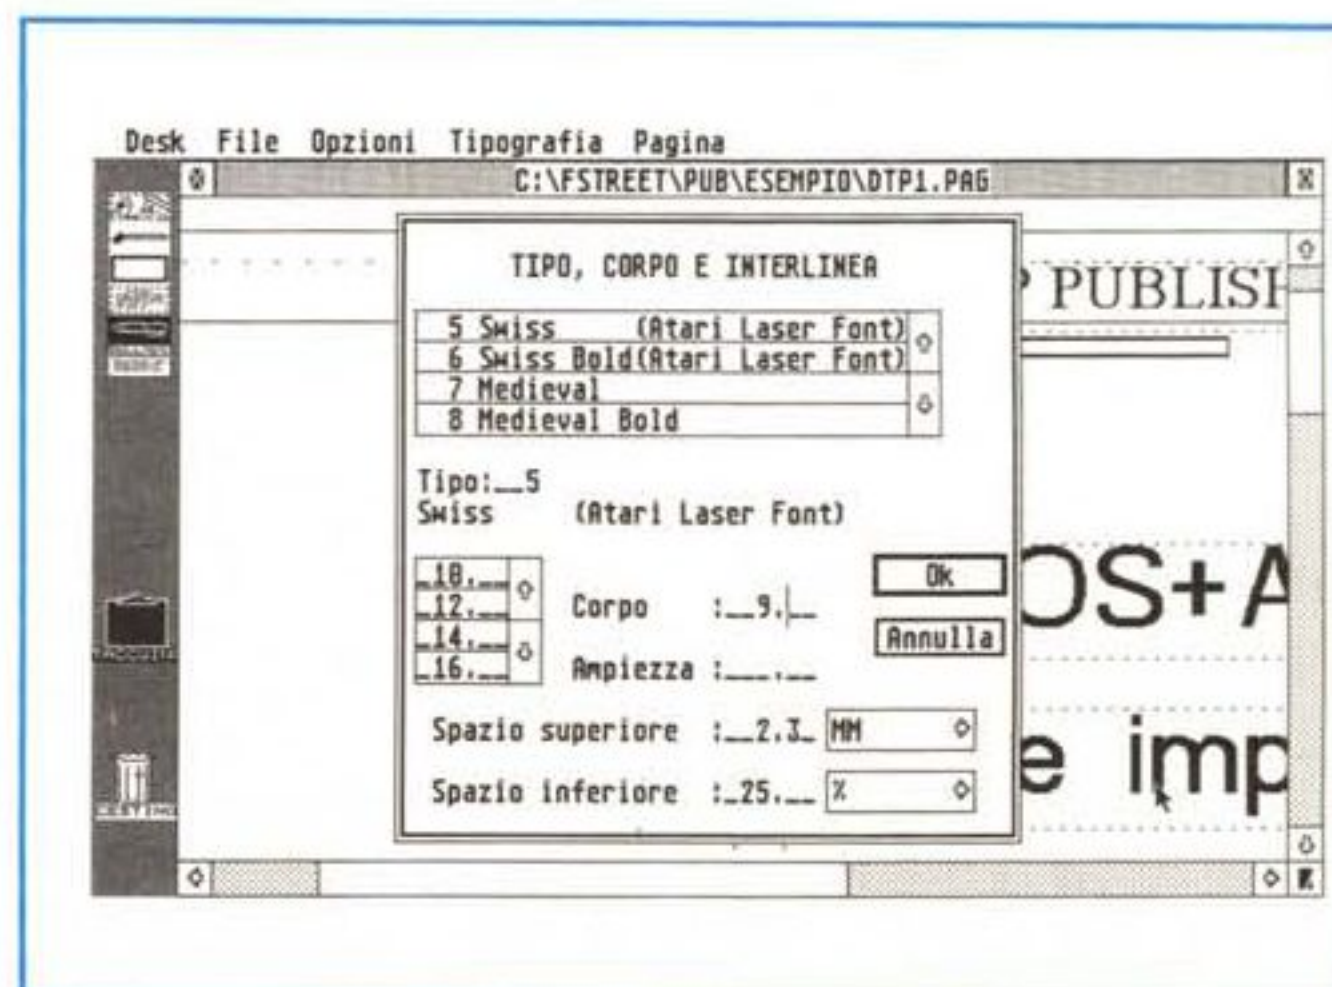 Desk File Opzioni Tipografia Pagina
C:\FSTREET\PUB\ESEMPIO\DTP1.PAG
TIPO, CORPO E INTERLINEA
PUBLISH
5 Swiss (Atari Laser Font)
6 Swiss Bold(Atari Laser Font)
7 Medieval
8 Medieval Bold
Tipo:__5
Swiss (Atari Laser Font)
_10.__
_12.__
_14.__
_16.__
Corpo :__9.__
Ampiezza :___.__
Ok
Annulla
OS+A
Spazio superiore :__2.3_ MM
Spazio inferiore :_25.__ %
e imp